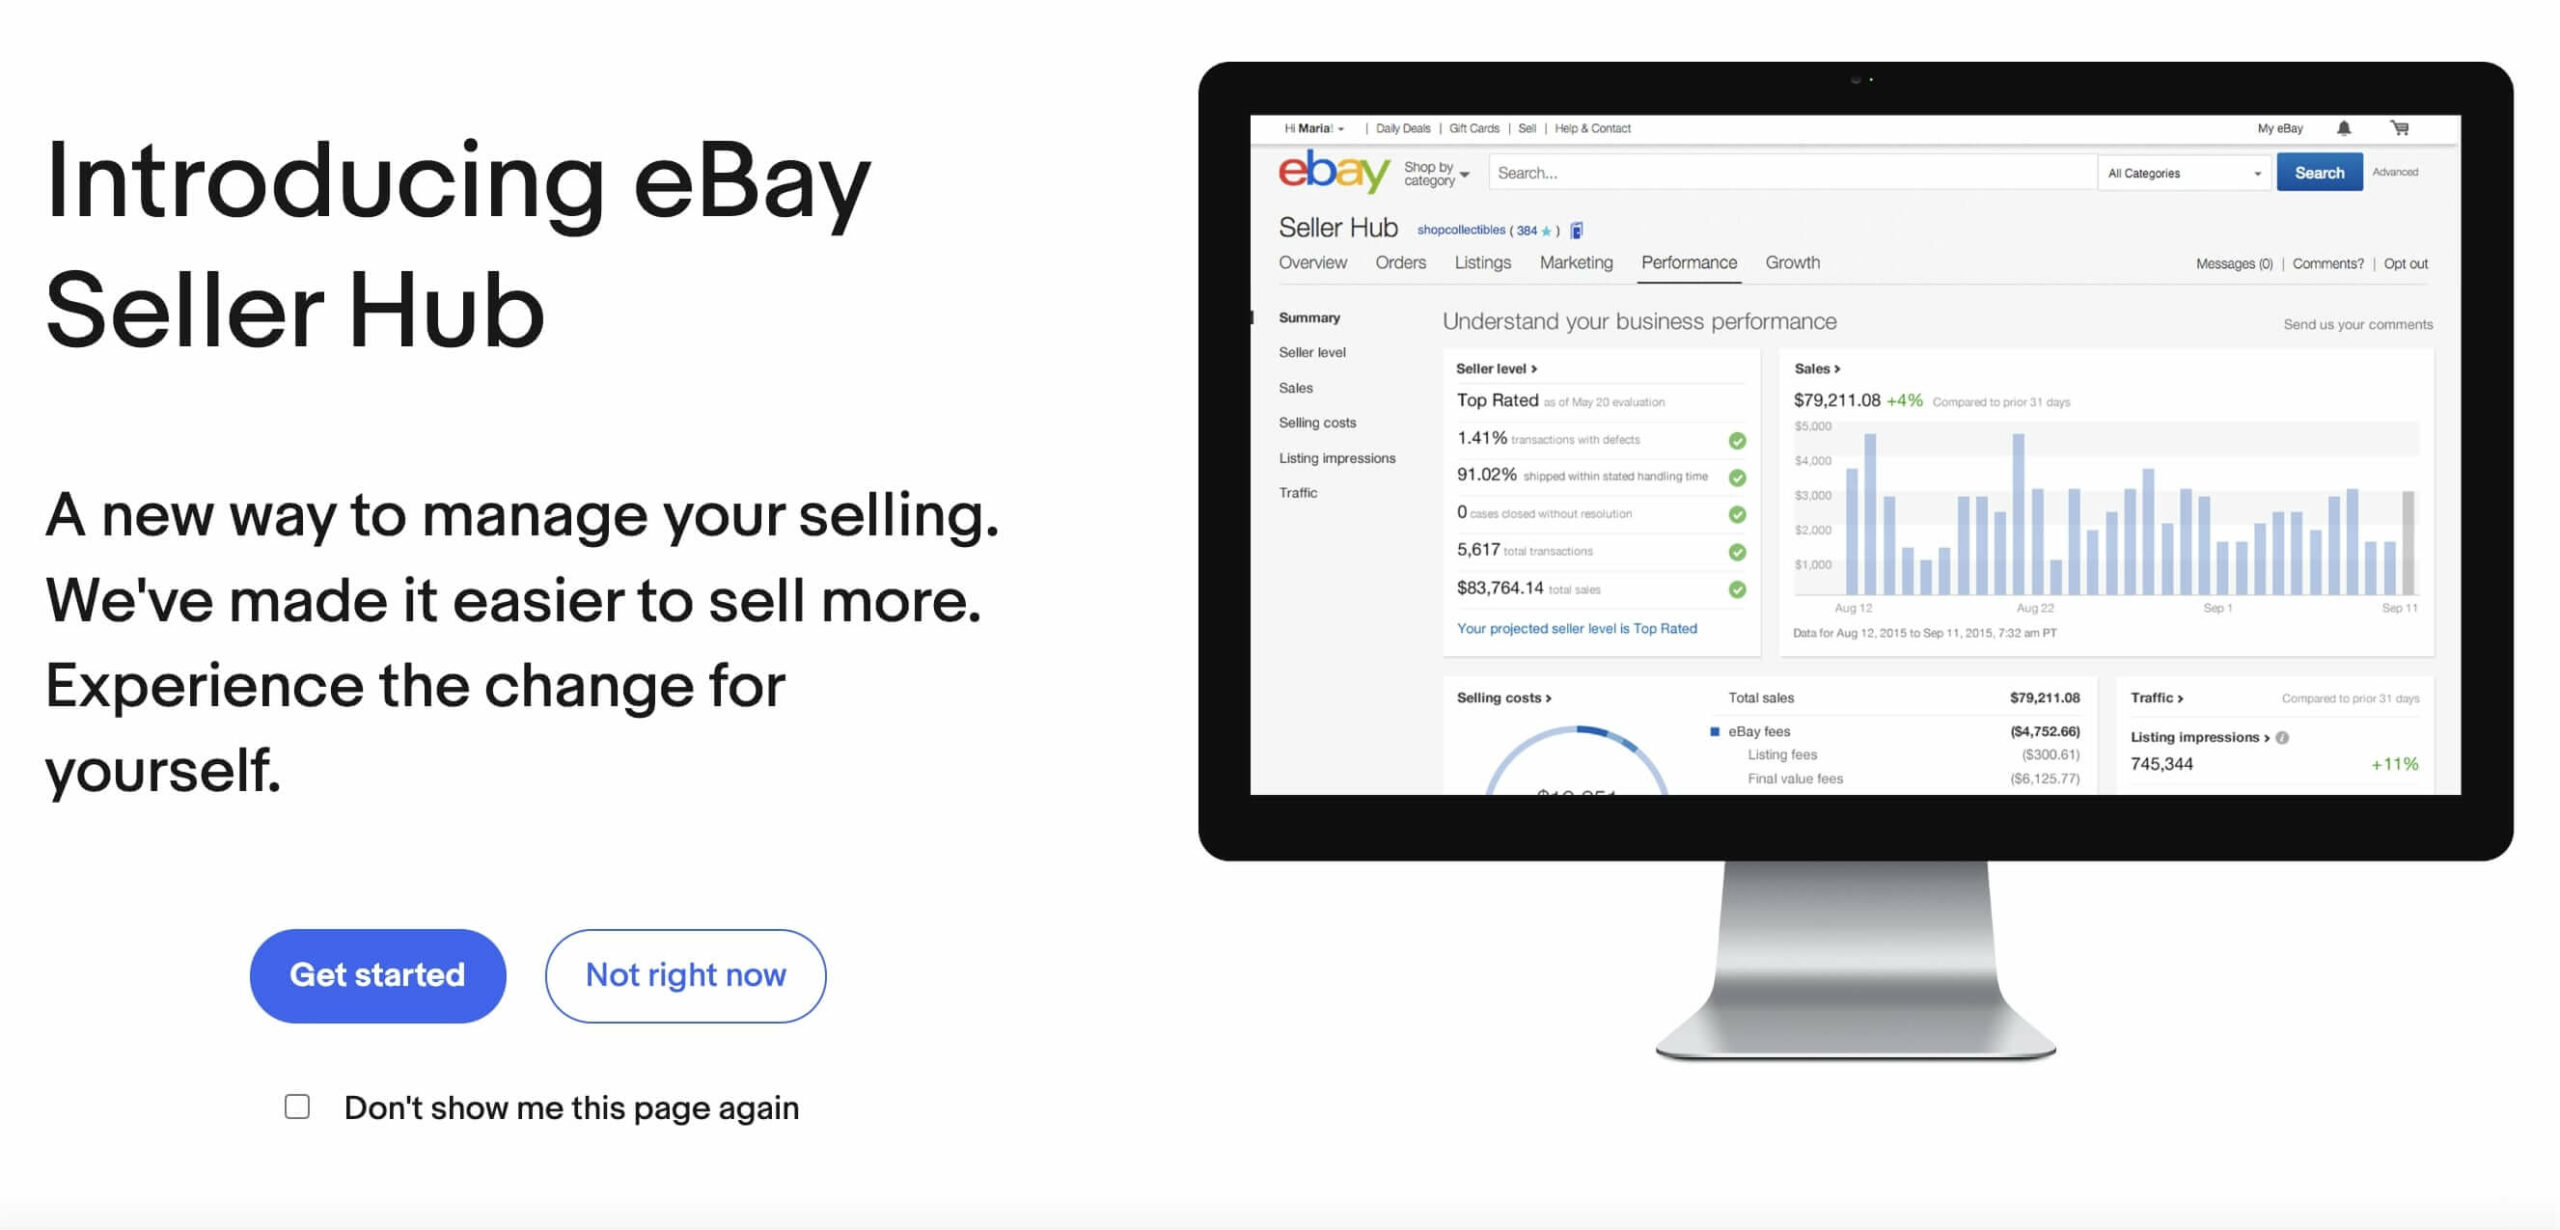 Introducing eBay
Seller Hub
A new way to manage your selling.
We've made it easier to sell more.
Experience the change for
yourself.
Get started
Not right now
Don't show me this page again
Hi Maria! | Daily Deals | Gift Cards | Sell | Help & Contact
My eBay
ebay
Shop by
category
Search...
All Categories
Search
Advanced
Seller Hub
shopcollectibles ( 384 ★ )
Overview
Orders
Listings
Marketing
Performance
Growth
Messages (0) | Comments? | Opt out
Summary
Seller level
Sales
Selling costs
Listing impressions
Traffic
Understand your business performance
Send us your comments
Seller level >
Top Rated as of May 20 evaluation
1.41% transactions with defects
91.02% shipped within stated handling time
0 cases closed without resolution
5,617 total transactions
$83,764.14 total sales
Your projected seller level is Top Rated
Sales >
$79,211.08 +4% Compared to prior 31 days
$5,000
$4,000
$3,000
$2,000
$1,000
Aug 12
Aug 22
Sep 1
Sep 11
Data for Aug 12, 2015 to Sep 11, 2015, 7:32 am PT
Selling costs >
Total sales $79,211.08
eBay fees ($4,752.66)
Listing fees ($300.61)
Final value fees ($6,125.77)
Traffic >
Compared to prior 31 days
Listing impressions >
745,344
+11%